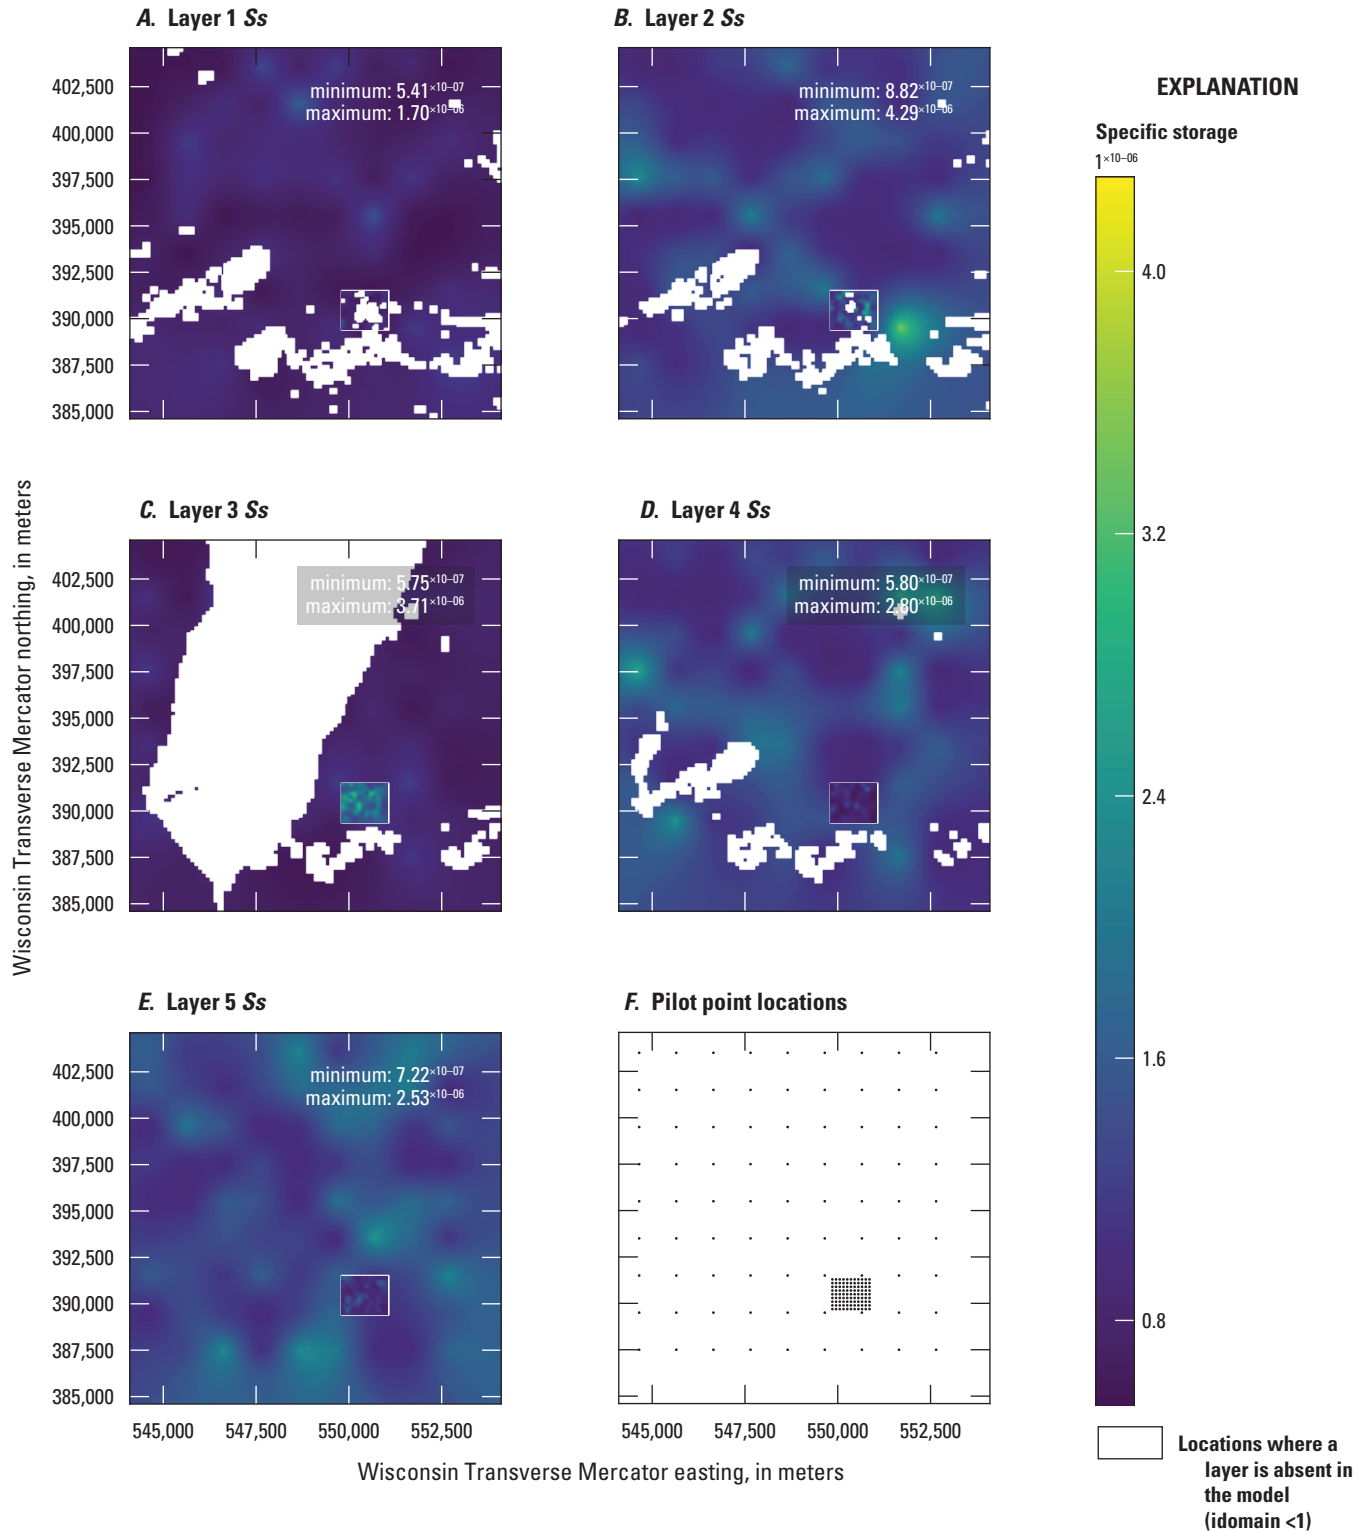 A. Layer 1 Ss
minimum: 5.41×10–07
maximum: 1.70×10–06
402,500
400,000
397,500
395,000
392,500
390,000
387,500
385,000
B. Layer 2 Ss
minimum: 8.82×10–07
maximum: 4.29×10–06
C. Layer 3 Ss
minimum: 5.75×10–07
maximum: 3.71×10–06
402,500
400,000
397,500
395,000
392,500
390,000
387,500
385,000
D. Layer 4 Ss
minimum: 5.80×10–07
maximum: 2.80×10–06
E. Layer 5 Ss
minimum: 7.22×10–07
maximum: 2.53×10–06
402,500
400,000
397,500
395,000
392,500
390,000
387,500
385,000
545,000 547,500 550,000 552,500
F. Pilot point locations
545,000 547,500 550,000 552,500
Wisconsin Transverse Mercator northing, in meters
Wisconsin Transverse Mercator easting, in meters
EXPLANATION
Specific storage
1×10–06
4.0
3.2
2.4
1.6
0.8
Locations where a
layer is absent in
the model
(idomain <1)